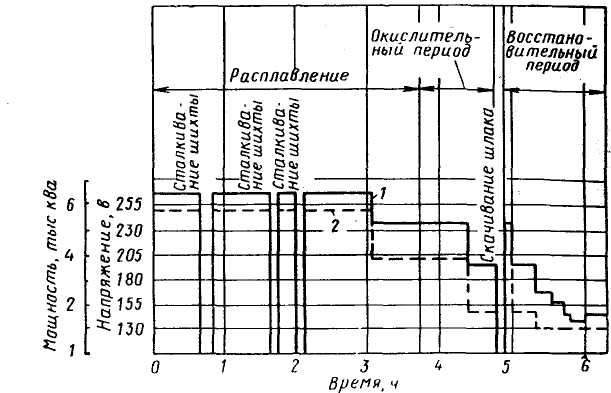 Окислитель-
ный период
Восстано-
вительный
период
Расплавление
Сталкива-
ние шихты
Сталкива-
ние шихты
Сталкива-
ние шихты
Скачивание шлака
Мощность, тыс ква
6
4
2
1
Напряжение, в
255
230
205
180
155
130
1
2
0
1
2
3
4
5
6
Время, ч